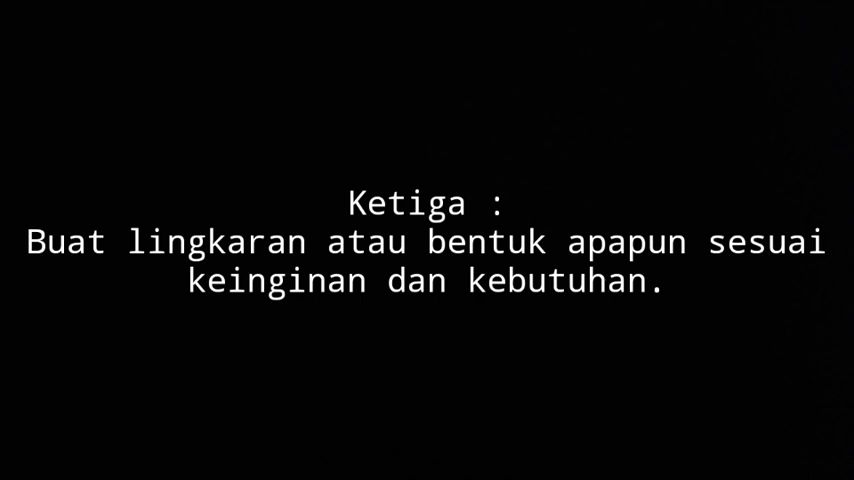 Ketiga :
Buat lingkaran atau bentuk apapun sesuai
keinginan dan kebutuhan.